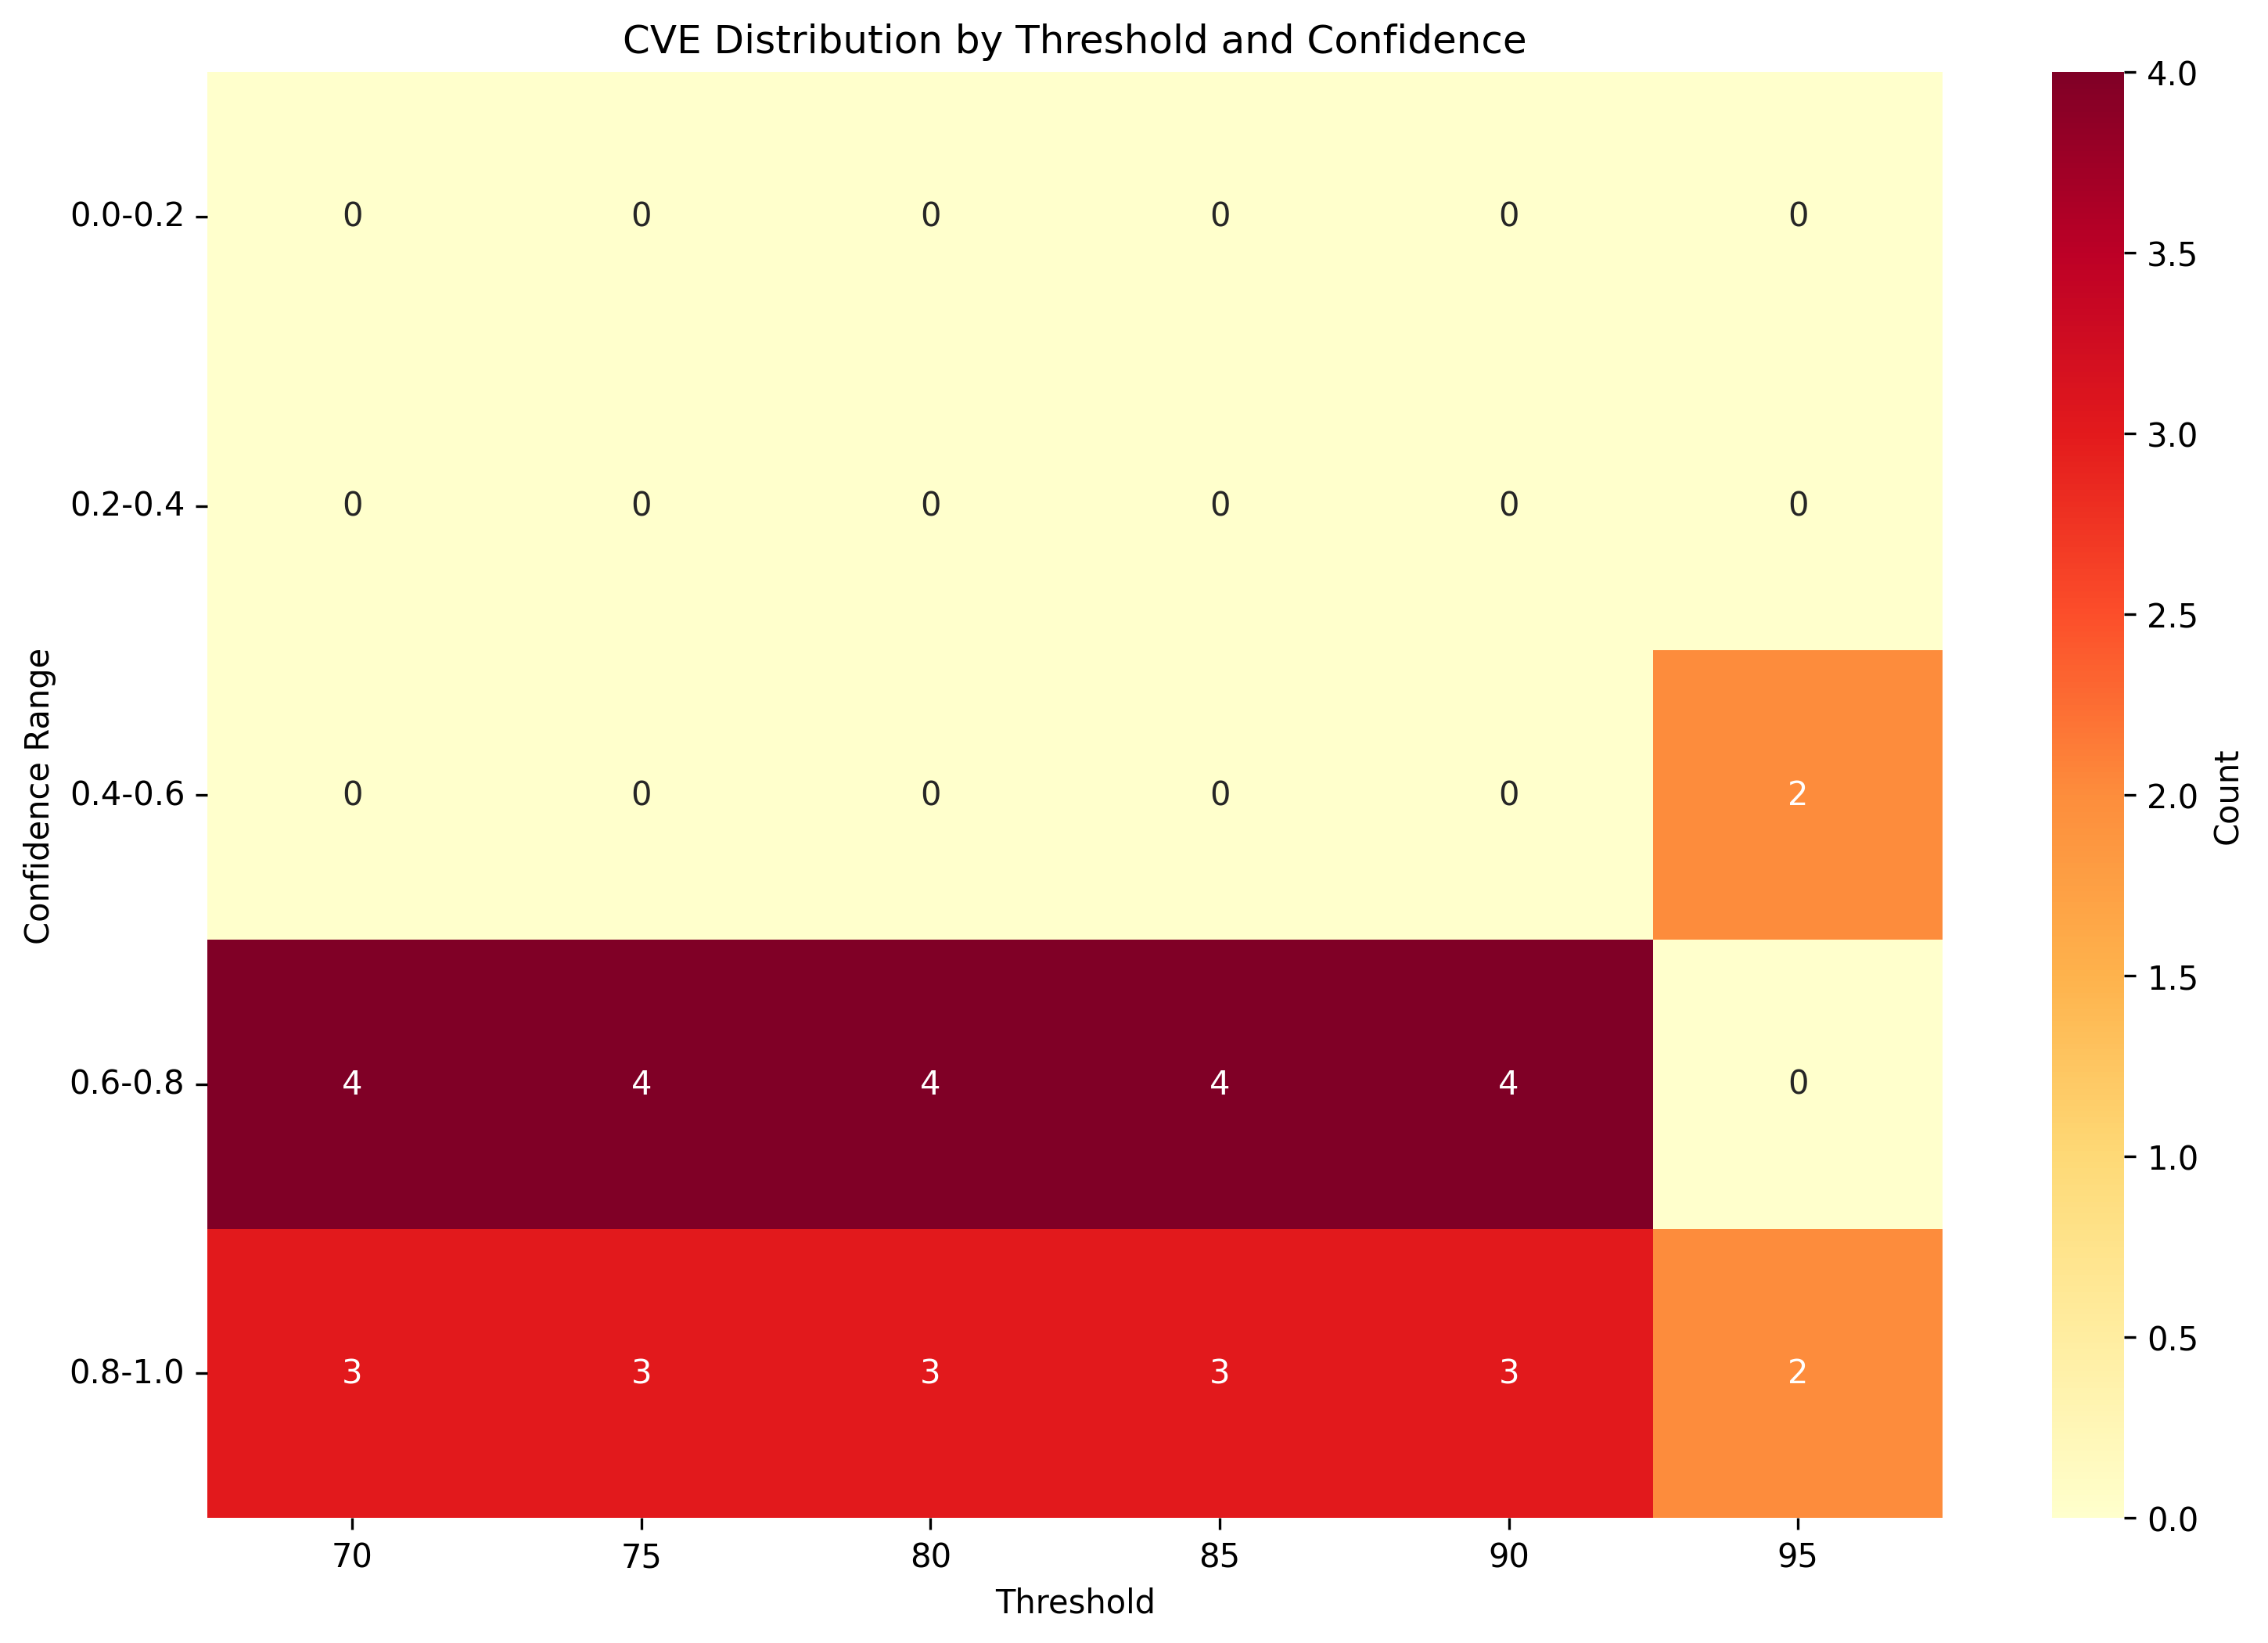 CVE Distribution by Threshold and Confidence
Confidence Range
0.0-0.2 0 0 0 0 0 0
0.2-0.4 0 0 0 0 0 0
0.4-0.6 0 0 0 0 0 2
0.6-0.8 4 4 4 4 4 0
0.8-1.0 3 3 3 3 3 2
70 75 80 85 90 95
Threshold
4.0
3.5
3.0
2.5
2.0
1.5
1.0
0.5
0.0
Count